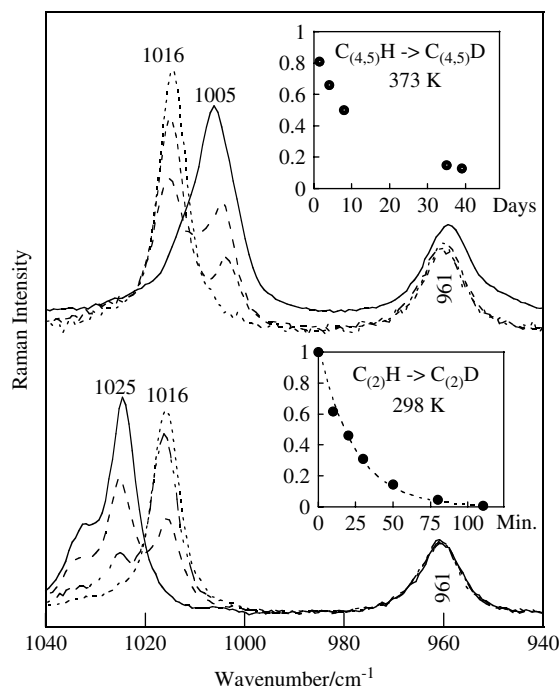 1016
1005
C(4,5)H -> C(4,5)D
373 K
1
0.8
0.6
0.4
0.2
0
0 10 20 30 40 Days
961
Raman Intensity
1025
1016
C(2)H -> C(2)D
298 K
1
0.8
0.6
0.4
0.2
0
0 25 50 75 100 Min.
961
1040 1020 1000 980 960 940
Wavenumber/cm-1